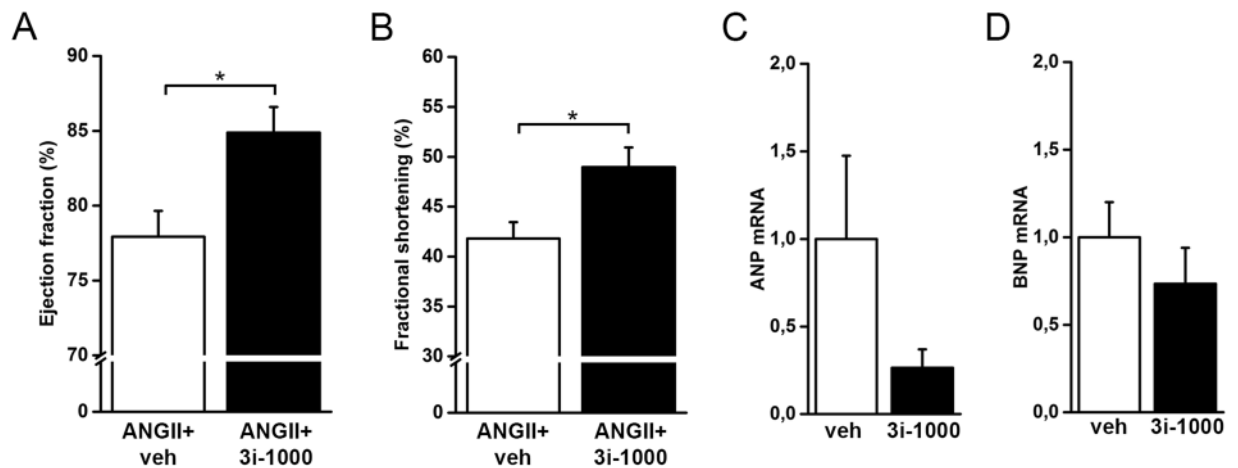 A
Ejection fraction (%)
90
85
80
75
70
0
*
ANGII+ ANGII+
veh 3i-1000
B
Fractional shortening (%)
60
55
50
45
40
35
30
0
*
ANGII+ ANGII+
veh 3i-1000
C
ANP mRNA
2,0
1,5
1,0
0,5
0,0
veh 3i-1000
D
BNP mRNA
2,0
1,5
1,0
0,5
0,0
veh 3i-1000